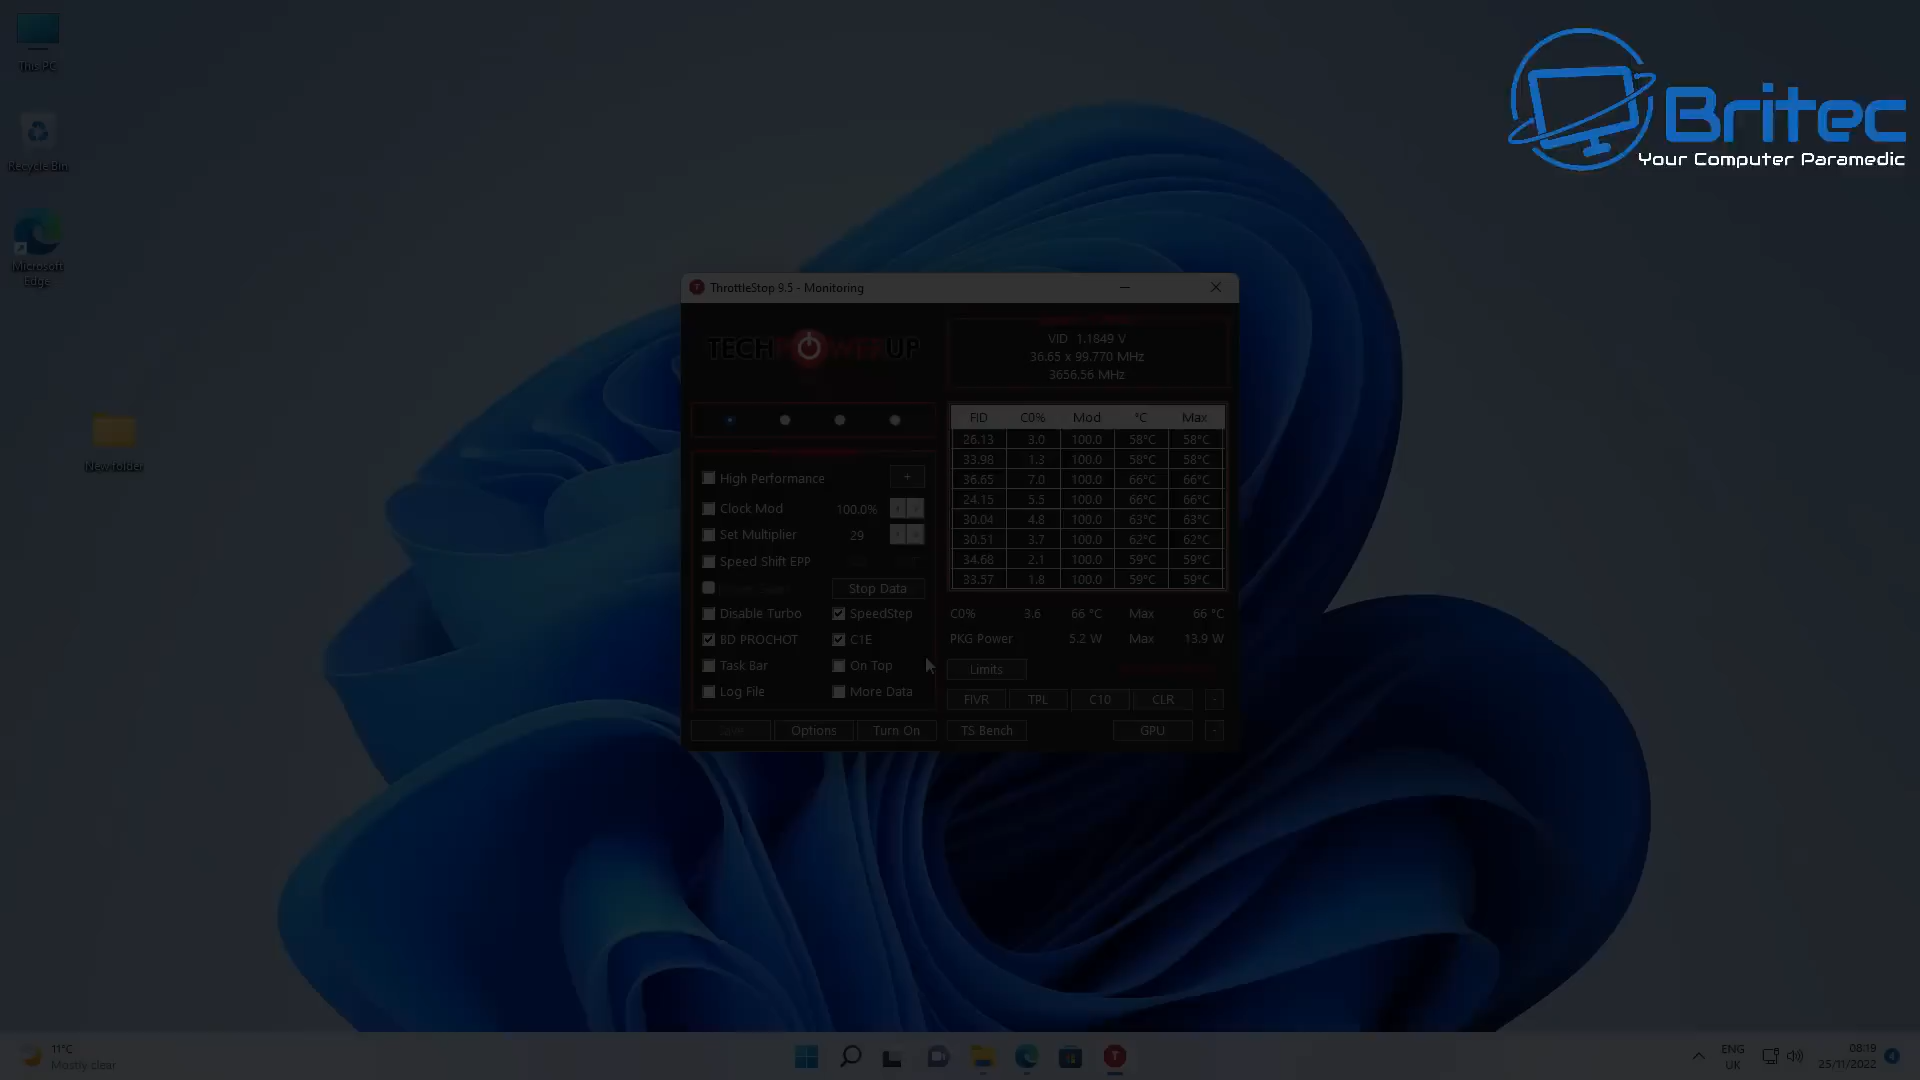 This PC
Recycle Bin
Microsoft
Edge
New folder
Britec
Your Computer Paramedic
ThrottleStop 9.5 - Monitoring
TECHPOWERUP
VID 1.1849 V
36.65 x 99.770 MHz
3656.56 MHz
High Performance +
Clock Mod 100.0%
Set Multiplier 29
Speed Shift EPP
Stop Data
Disable Turbo SpeedStep
BD PROCHOT C1E
Task Bar On Top
Log File More Data
Save Options Turn On
FID C0% Mod °C Max
26.13 3.0 100.0 58°C 58°C
33.98 1.3 100.0 58°C 58°C
36.65 7.0 100.0 66°C 66°C
24.15 5.5 100.0 66°C 66°C
30.04 4.8 100.0 63°C 63°C
30.51 3.7 100.0 62°C 62°C
34.68 2.1 100.0 59°C 59°C
33.57 1.8 100.0 59°C 59°C
C0% 3.6 66 °C Max 66 °C
PKG Power 5.2 W Max 13.9 W
Limits
FIVR TPL C10 CLR -
TS Bench GPU -
11°C
Mostly clear
ENG
UK
08:19
25/11/2022
4